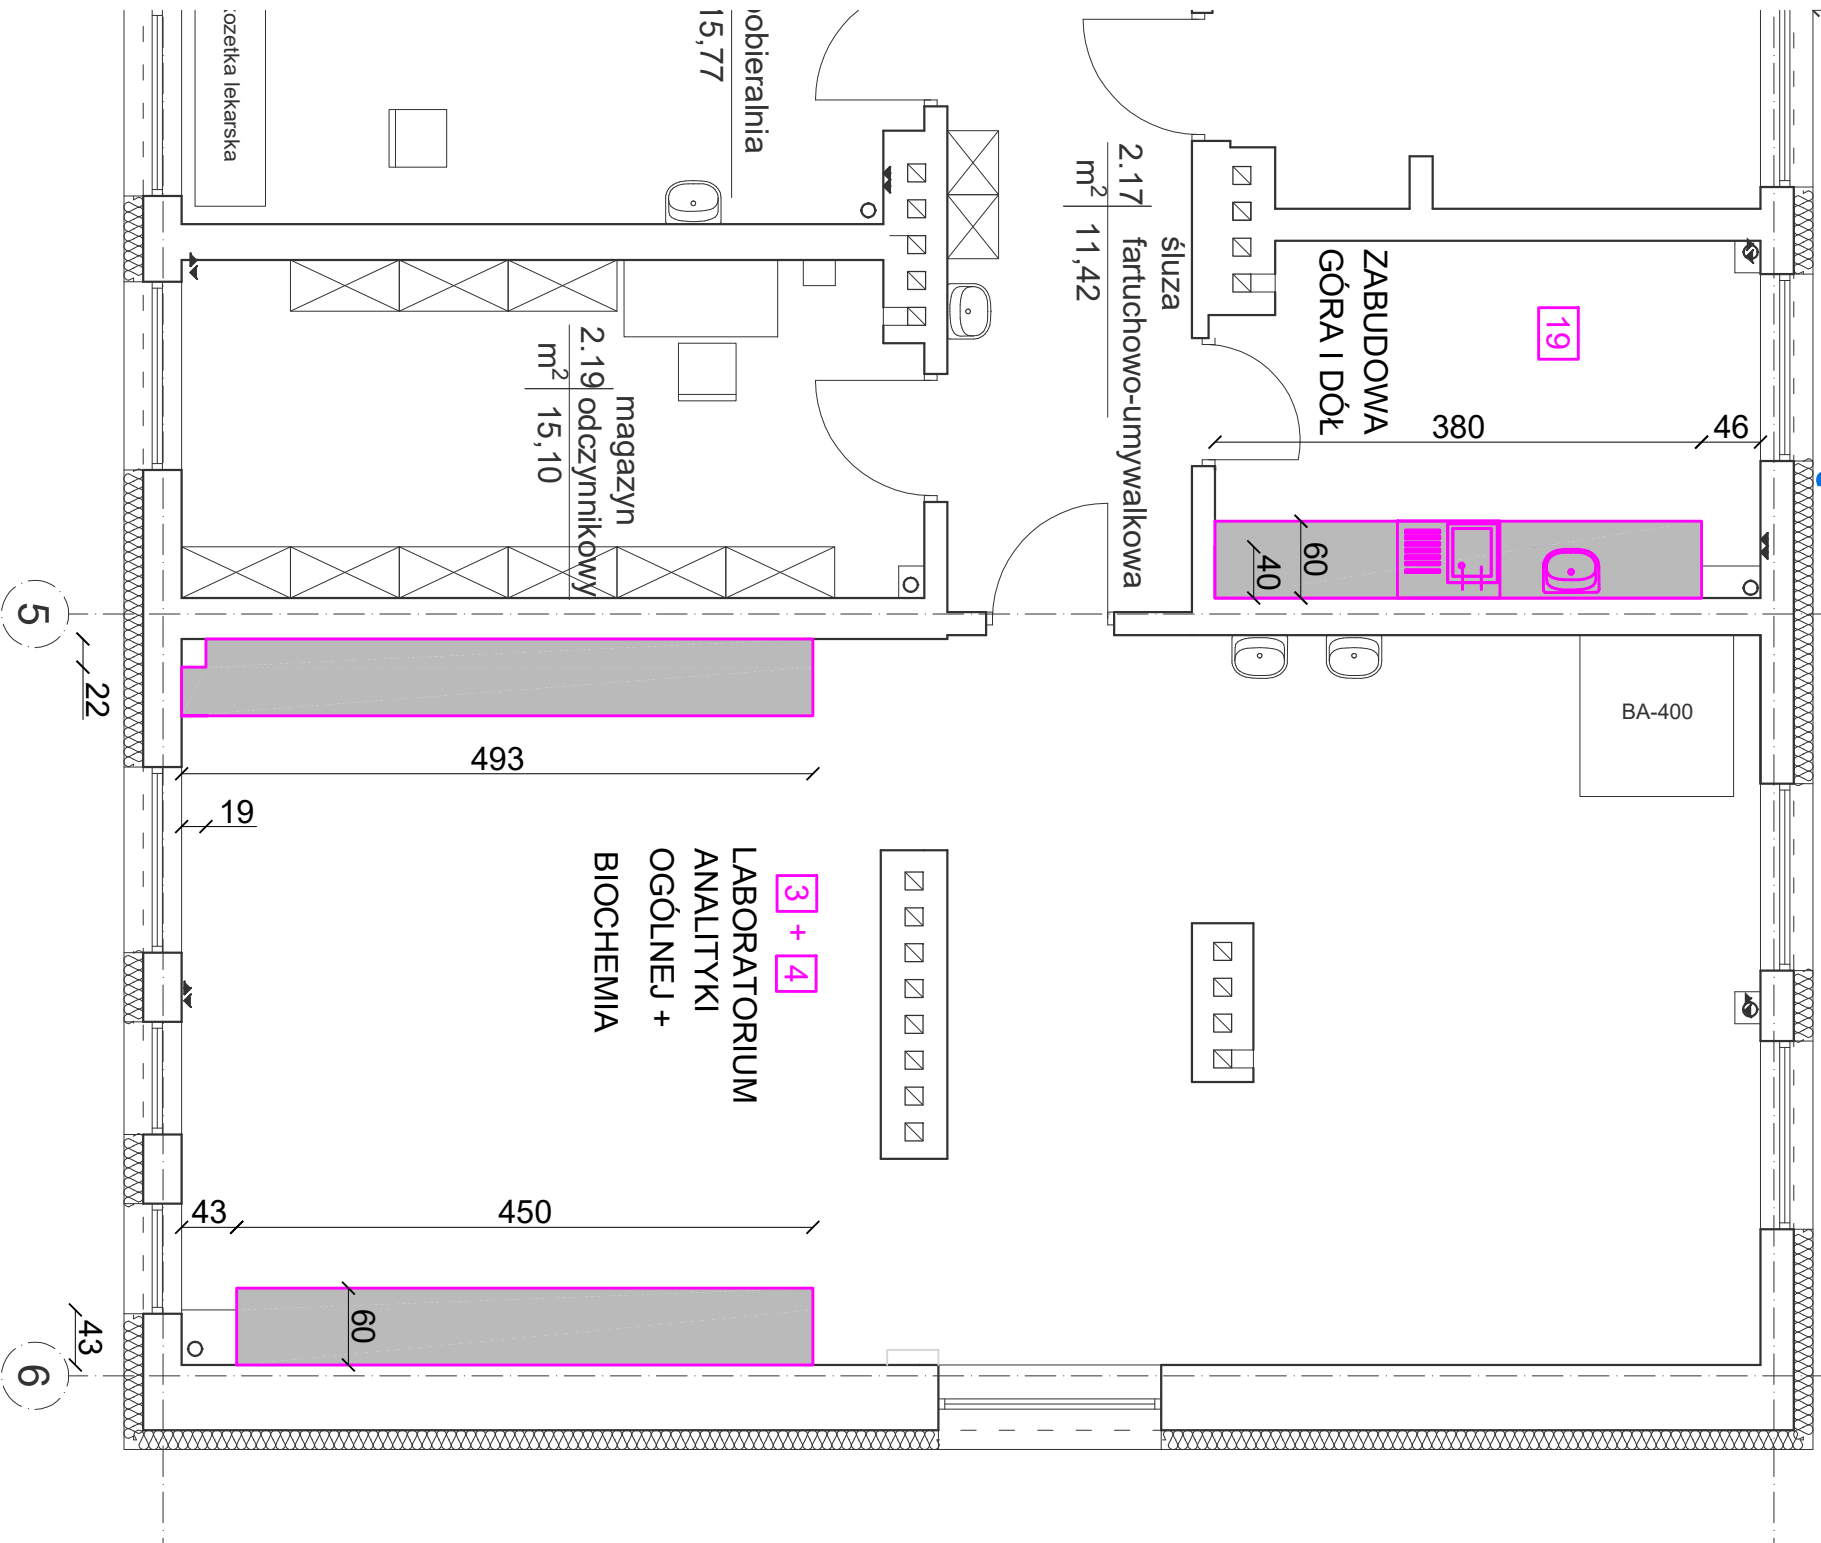 kozetka lekarska
pobieralnia
15,77
2.17 śluza
fartuchowo-umywalkowa
m² 11,42
ZABUDOWA
GÓRA I DÓŁ
19
380
46
60
40
2.19 magazyn
odczynnikowy
m² 15,10
5
22
493
19
BA-400
3 + 4
LABORATORIUM
ANALITYKI
OGÓLNEJ +
BIOCHEMIA
43
450
60
43
6